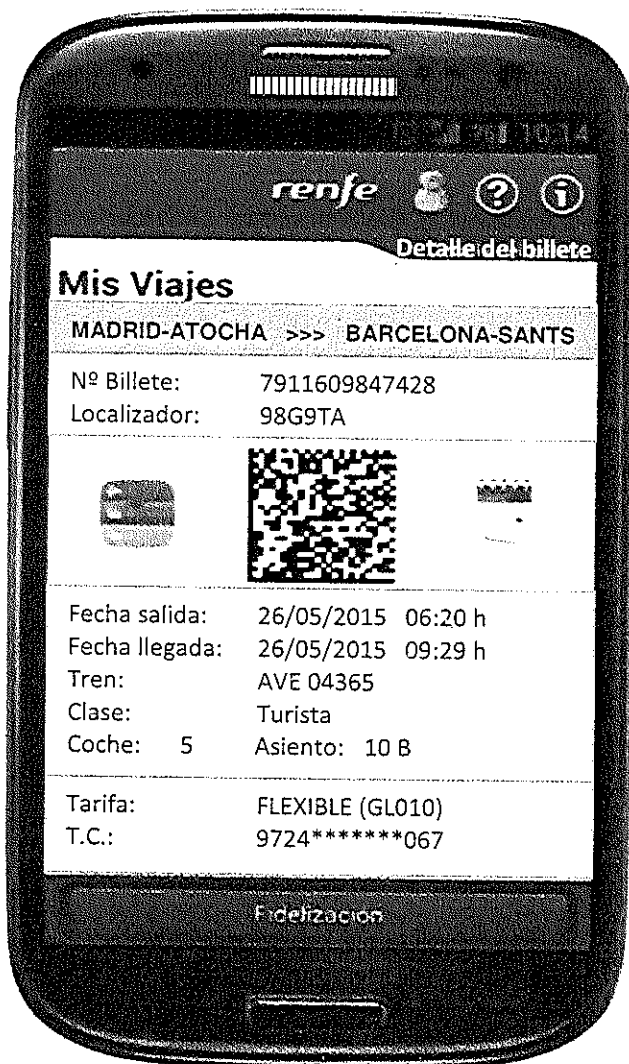 10:14
renfe
Detalle del billete
Mis Viajes
MADRID-ATOCHA >>> BARCELONA-SANTS
Nº Billete: 7911609847428
Localizador: 98G9TA
Fecha salida: 26/05/2015 06:20 h
Fecha llegada: 26/05/2015 09:29 h
Tren: AVE 04365
Clase: Turista
Coche: 5 Asiento: 10 B
Tarifa: FLEXIBLE (GL010)
T.C.: 9724*******067
Fidelización